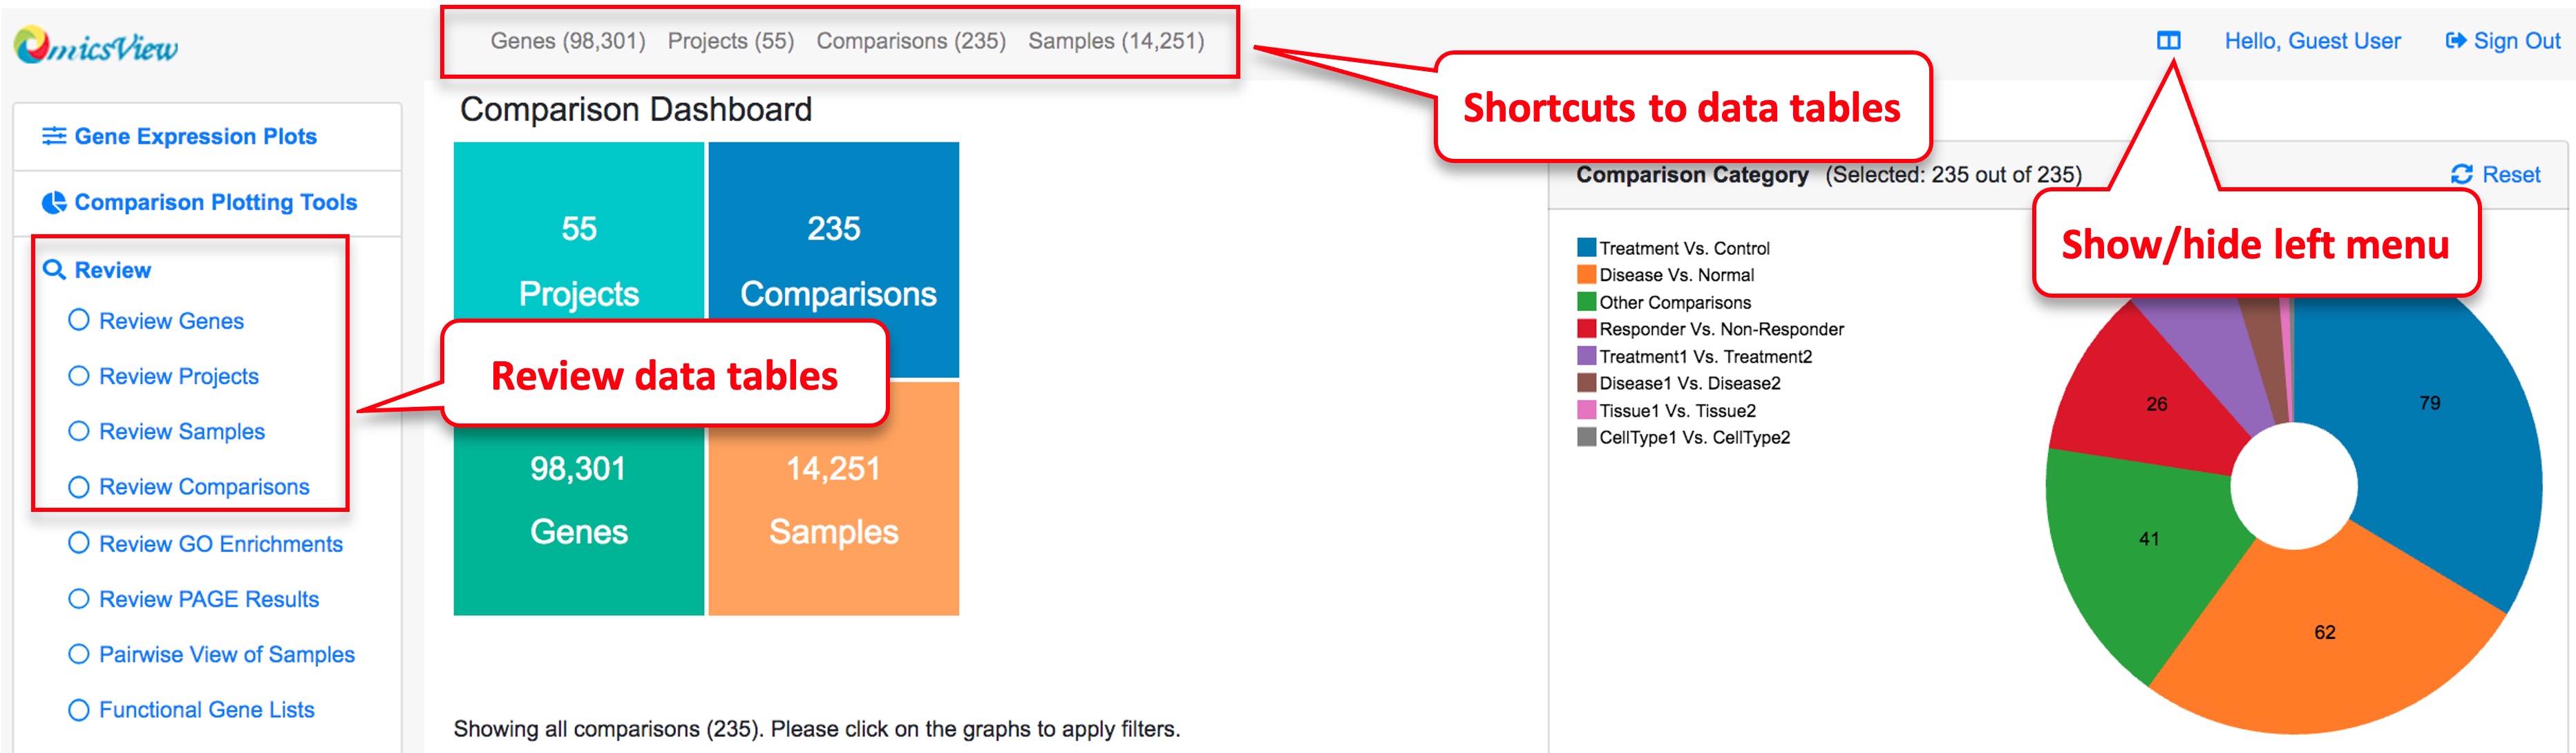 OmicsView
Genes (98,301) Projects (55) Comparisons (235) Samples (14,251)
Hello, Guest User
Sign Out
Shortcuts to data tables
Show/hide left menu
Gene Expression Plots
Comparison Plotting Tools
Review
Review Genes
Review Projects
Review Samples
Review Comparisons
Review GO Enrichments
Review PAGE Results
Pairwise View of Samples
Functional Gene Lists
Review data tables
Comparison Dashboard
55
Projects
235
Comparisons
98,301
Genes
14,251
Samples
Showing all comparisons (235). Please click on the graphs to apply filters.
Comparison Category (Selected: 235 out of 235)
Reset
Treatment Vs. Control
Disease Vs. Normal
Other Comparisons
Responder Vs. Non-Responder
Treatment1 Vs. Treatment2
Disease1 Vs. Disease2
Tissue1 Vs. Tissue2
CellType1 Vs. CellType2
79
62
41
26